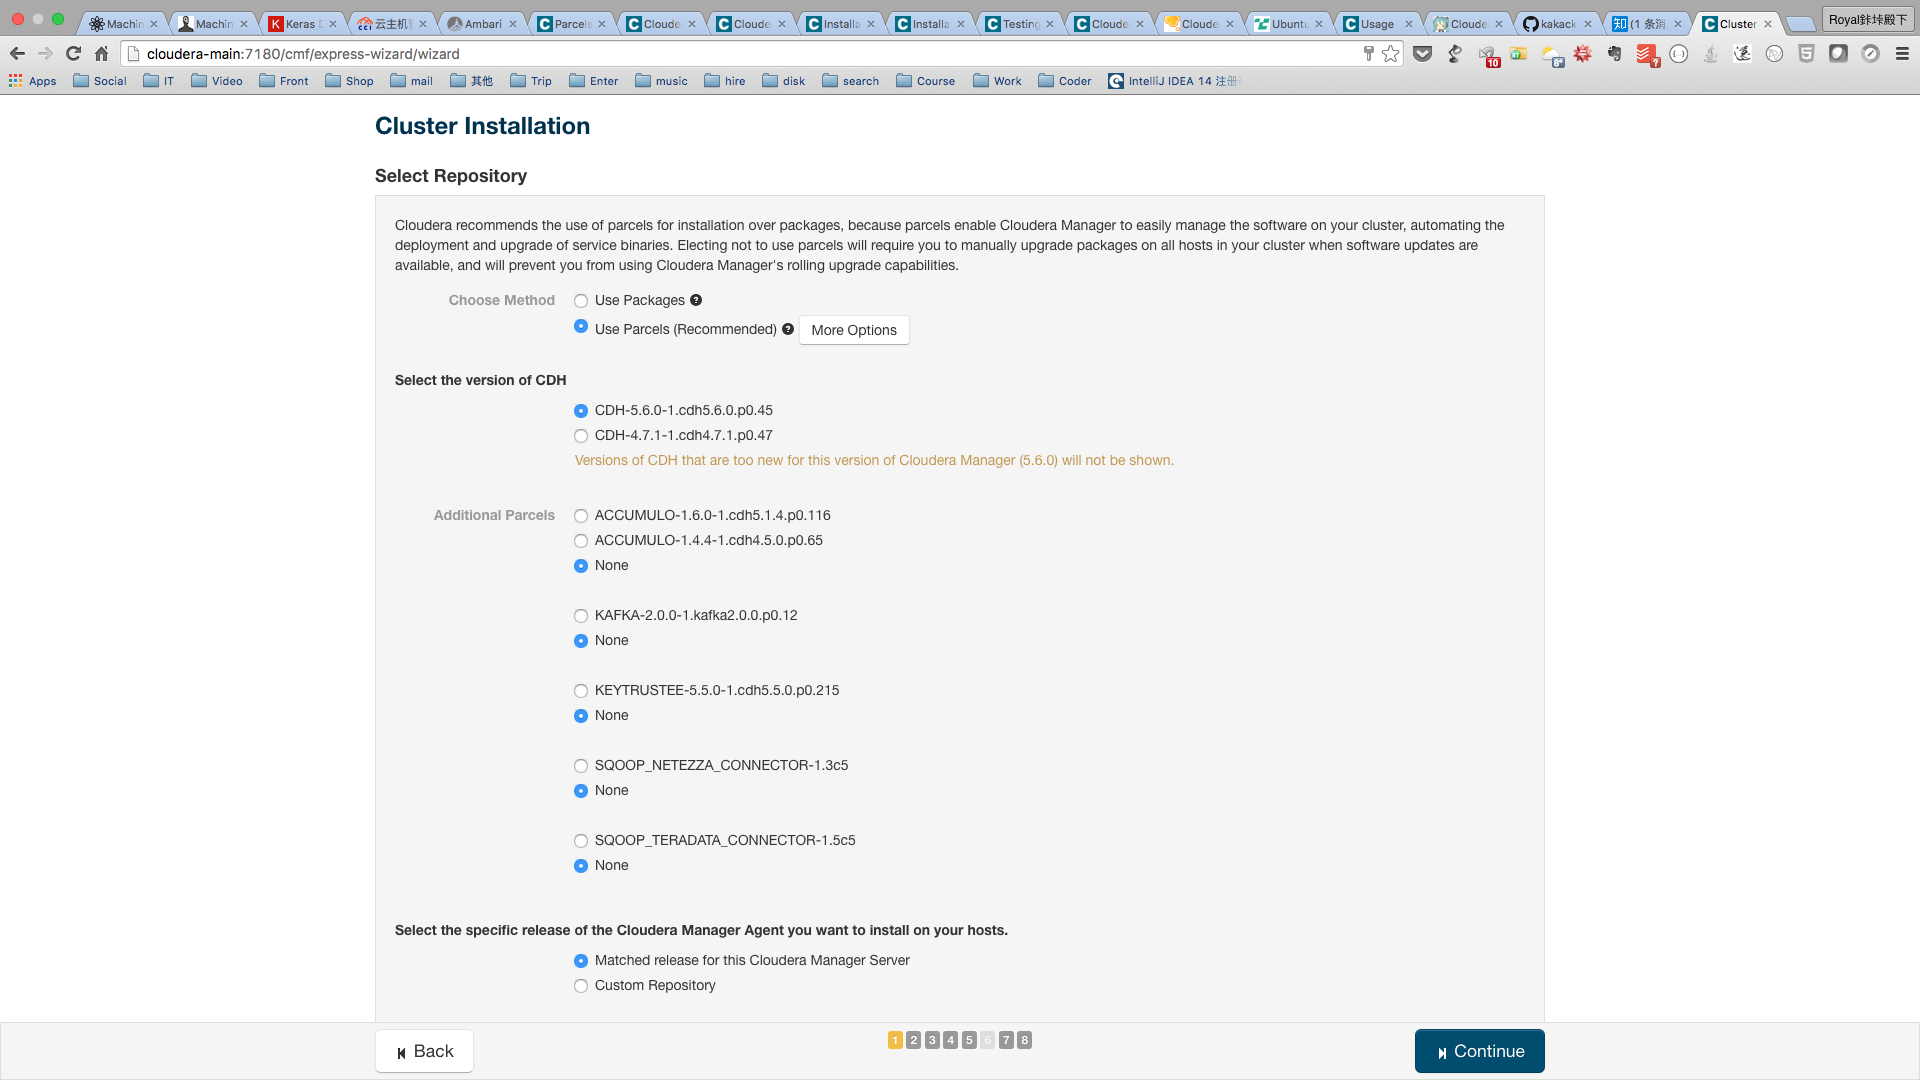 Machin
Machin
Keras
Ambari
Parcels
Cloude
Cloude
Installa
Installa
Testing
Cloude
Cloude
Ubuntu
Usage
Cloude
kakack
(1 条消
Cluster
Royal鉲垰殿下
cloudera-main:7180/cmf/express-wizard/wizard
10
Apps Social IT Video Front Shop mail 其他 Trip Enter music hire disk search Course Work Coder IntelliJ IDEA 14 注册
Cluster Installation
Select Repository
Cloudera recommends the use of parcels for installation over packages, because parcels enable Cloudera Manager to easily manage the software on your cluster, automating the
deployment and upgrade of service binaries. Electing not to use parcels will require you to manually upgrade packages on all hosts in your cluster when software updates are
available, and will prevent you from using Cloudera Manager's rolling upgrade capabilities.
Choose Method Use Packages ?
Use Parcels (Recommended) ? More Options
Select the version of CDH
CDH-5.6.0-1.cdh5.6.0.p0.45
CDH-4.7.1-1.cdh4.7.1.p0.47
Versions of CDH that are too new for this version of Cloudera Manager (5.6.0) will not be shown.
Additional Parcels ACCUMULO-1.6.0-1.cdh5.1.4.p0.116
ACCUMULO-1.4.4-1.cdh4.5.0.p0.65
None
KAFKA-2.0.0-1.kafka2.0.0.p0.12
None
KEYTRUSTEE-5.5.0-1.cdh5.5.0.p0.215
None
SQOOP_NETEZZA_CONNECTOR-1.3c5
None
SQOOP_TERADATA_CONNECTOR-1.5c5
None
Select the specific release of the Cloudera Manager Agent you want to install on your hosts.
Matched release for this Cloudera Manager Server
Custom Repository
Back 1 2 3 4 5 6 7 8 Continue